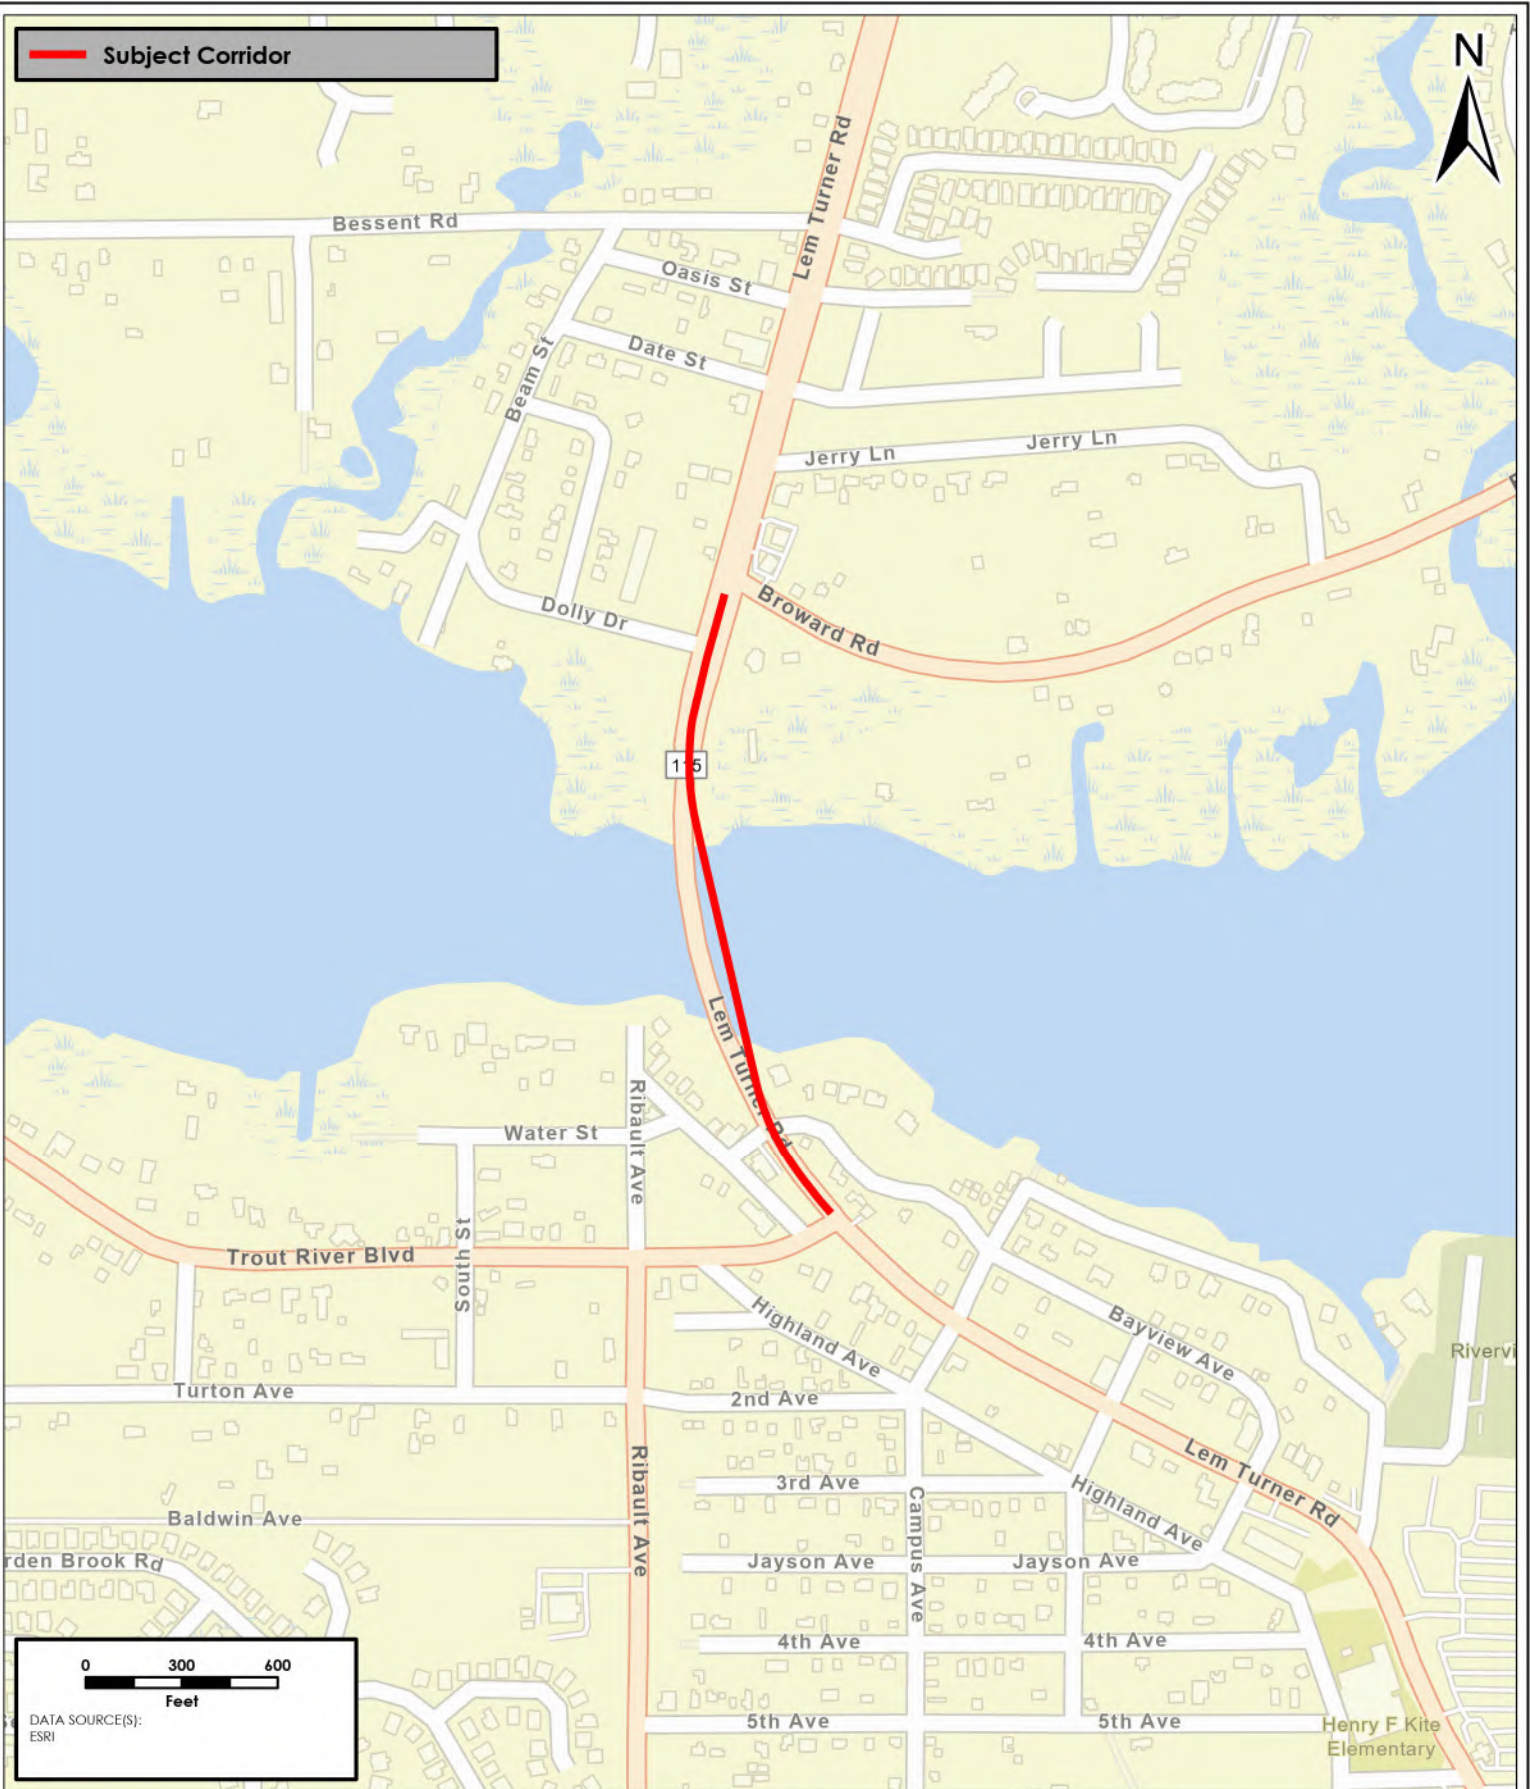 Subject Corridor
N
Lem Turner Rd
Bessent Rd
Oasis St
Date St
Beam St
Jerry Ln
Jerry Ln
Broward Rd
Dolly Dr
115
Lem Turner Rd
Ribault Ave
Water St
South St
Trout River Blvd
Highland Ave
Bayview Ave
Rivervi
Turton Ave
2nd Ave
Lem Turner Rd
3rd Ave
Highland Ave
Campus Ave
Ribault Ave
Baldwin Ave
rden Brook Rd
Jayson Ave
Jayson Ave
4th Ave
4th Ave
5th Ave
5th Ave
Henry F Kite
Elementary
0 300 600
Feet
DATA SOURCE(S):
ESRI